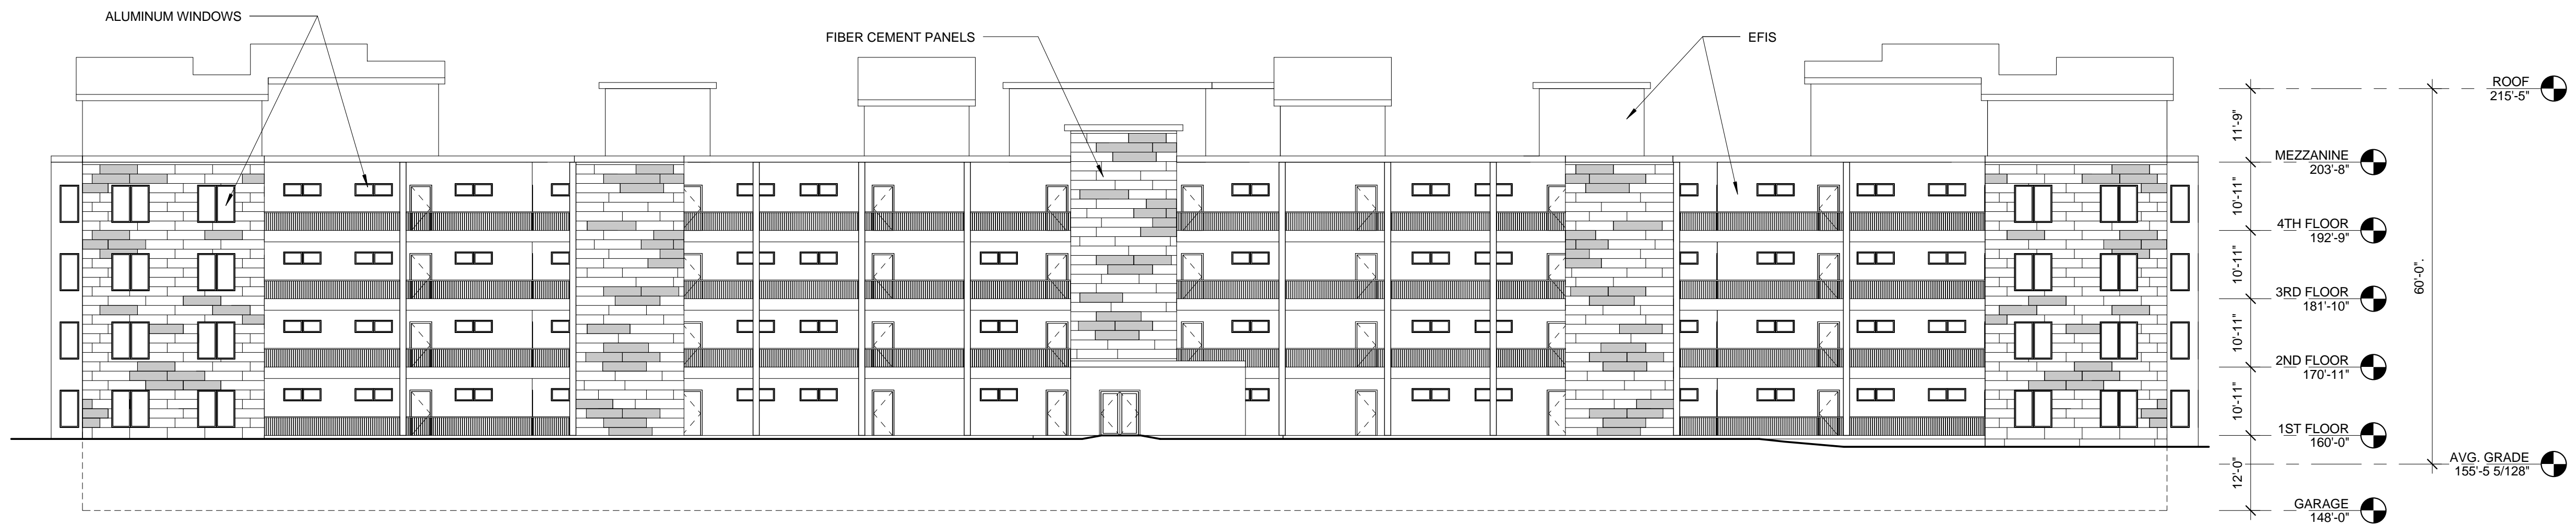 ALUMINUM WINDOWS
FIBER CEMENT PANELS
EFIS
ROOF
215'-5"
11'-9"
MEZZANINE
203'-8"
10'-11"
4TH FLOOR
192'-9"
10'-11"
60'-0".
3RD FLOOR
181'-10"
10'-11"
2ND FLOOR
170'-11"
10'-11"
1ST FLOOR
160'-0"
AVG. GRADE
155'-5 5/128"
12'-0"
GARAGE
148'-0"